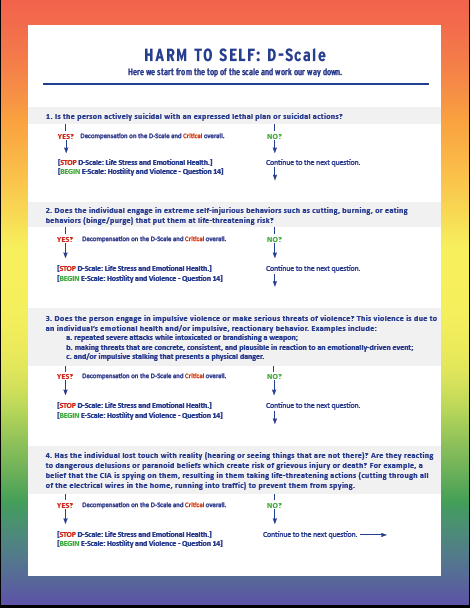 HARM TO SELF: D-Scale
Here we start from the top of the scale and work our way down.
1. Is the person actively suicidal with an expressed lethal plan or suicidal actions?
YES? Decompensation on the D-Scale and Critical overall.
NO?
[STOP D-Scale: Life Stress and Emotional Health.]
[BEGIN E-Scale: Hostility and Violence - Question 14]
Continue to the next question.
2. Does the individual engage in extreme self-injurious behaviors such as cutting, burning, or eating
behaviors (binge/purge) that put them at life-threatening risk?
YES? Decompensation on the D-Scale and Critical overall.
NO?
[STOP D-Scale: Life Stress and Emotional Health.]
[BEGIN E-Scale: Hostility and Violence - Question 14]
Continue to the next question.
3. Does the person engage in impulsive violence or make serious threats of violence? This violence is due to
an individual's emotional health and/or impulsive, reactionary behavior. Examples include:
a. repeated severe attacks while intoxicated or brandishing a weapon;
b. making threats that are concrete, consistent, and plausible in reaction to an emotionally-driven event;
c. and/or impulsive stalking that presents a physical danger.
YES? Decompensation on the D-Scale and Critical overall.
NO?
[STOP D-Scale: Life Stress and Emotional Health.]
[BEGIN E-Scale: Hostility and Violence - Question 14]
Continue to the next question.
4. Has the individual lost touch with reality (hearing or seeing things that are not there)? Are they reacting
to dangerous delusions or paranoid beliefs which create risk of grievous injury or death? For example, a
belief that the CIA is spying on them, resulting in them taking life-threatening actions (cutting through all
of the electrical wires in the home, running into traffic) to prevent them from spying.
YES? Decompensation on the D-Scale and Critical overall.
NO?
[STOP D-Scale: Life Stress and Emotional Health.]
[BEGIN E-Scale: Hostility and Violence - Question 14]
Continue to the next question.